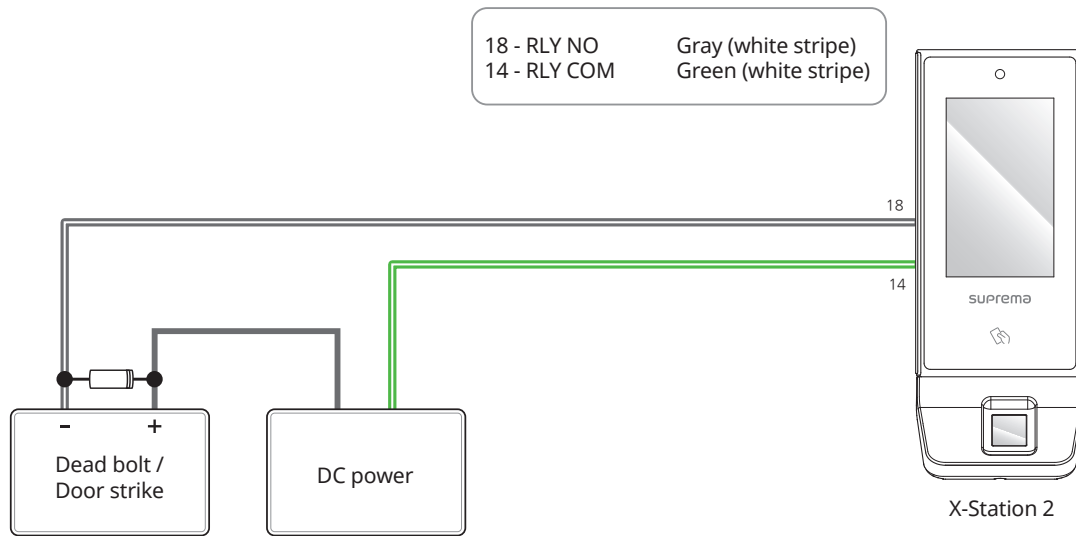 18 - RLY NO Gray (white stripe)
14 - RLY COM Green (white stripe)
18
14
suprema
- +
Dead bolt /
Door strike
DC power
X-Station 2